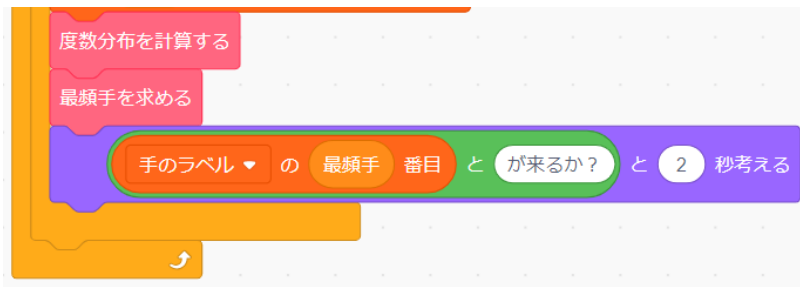 度数分布を計算する
最頻手を求める
手のラベル の 最頻手 番目 と が来るか？ と 2 秒考える